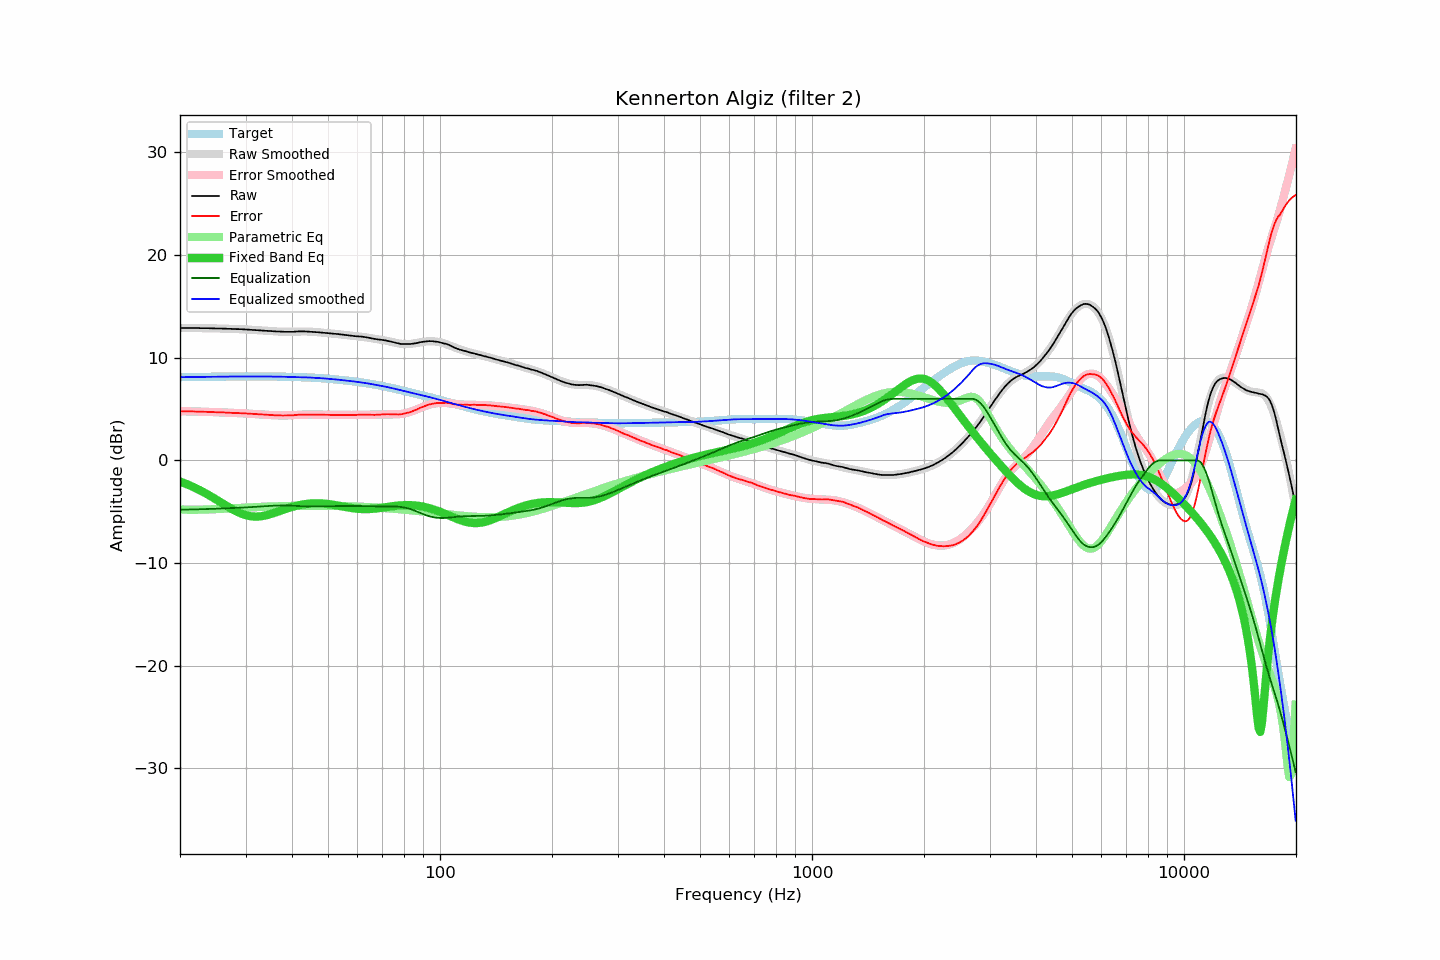 Kennerton Algiz (filter 2)
Target
Raw Smoothed
Error Smoothed
Raw
Error
Parametric Eq
Fixed Band Eq
Equalization
Equalized smoothed
30
20
10
0
−10
−20
−30
Amplitude (dBr)
100 1000 10000
Frequency (Hz)